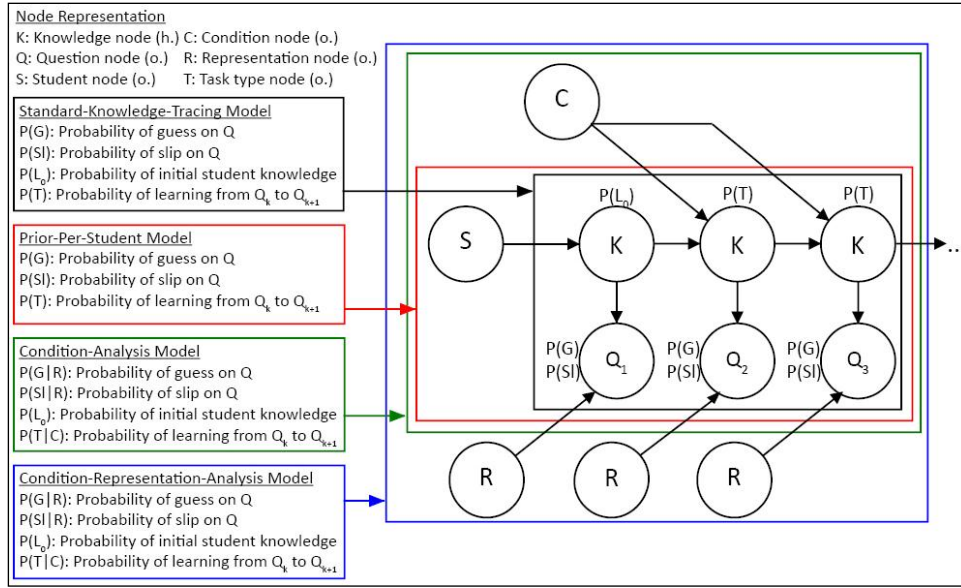 Node Representation
K: Knowledge node (h.) C: Condition node (o.)
Q: Question node (o.) R: Representation node (o.)
S: Student node (o.) T: Task type node (o.)
Standard-Knowledge-Tracing Model
P(G): Probability of guess on Q
P(Sl): Probability of slip on Q
P(L₀): Probability of initial student knowledge
P(T): Probability of learning from Qₖ to Qₖ₊₁
Prior-Per-Student Model
P(G): Probability of guess on Q
P(Sl): Probability of slip on Q
P(T): Probability of learning from Qₖ to Qₖ₊₁
Condition-Analysis Model
P(G|R): Probability of guess on Q
P(Sl|R): Probability of slip on Q
P(L₀): Probability of initial student knowledge
P(T|C): Probability of learning from Qₖ to Qₖ₊₁
Condition-Representation-Analysis Model
P(G|R): Probability of guess on Q
P(Sl|R): Probability of slip on Q
P(L₀): Probability of initial student knowledge
P(T|C): Probability of learning from Qₖ to Qₖ₊₁
C
P(L₀) P(T) P(T)
S K K K ...
P(G) P(G) P(G)
P(Sl) Q₁ P(Sl) Q₂ P(Sl) Q₃
R R R